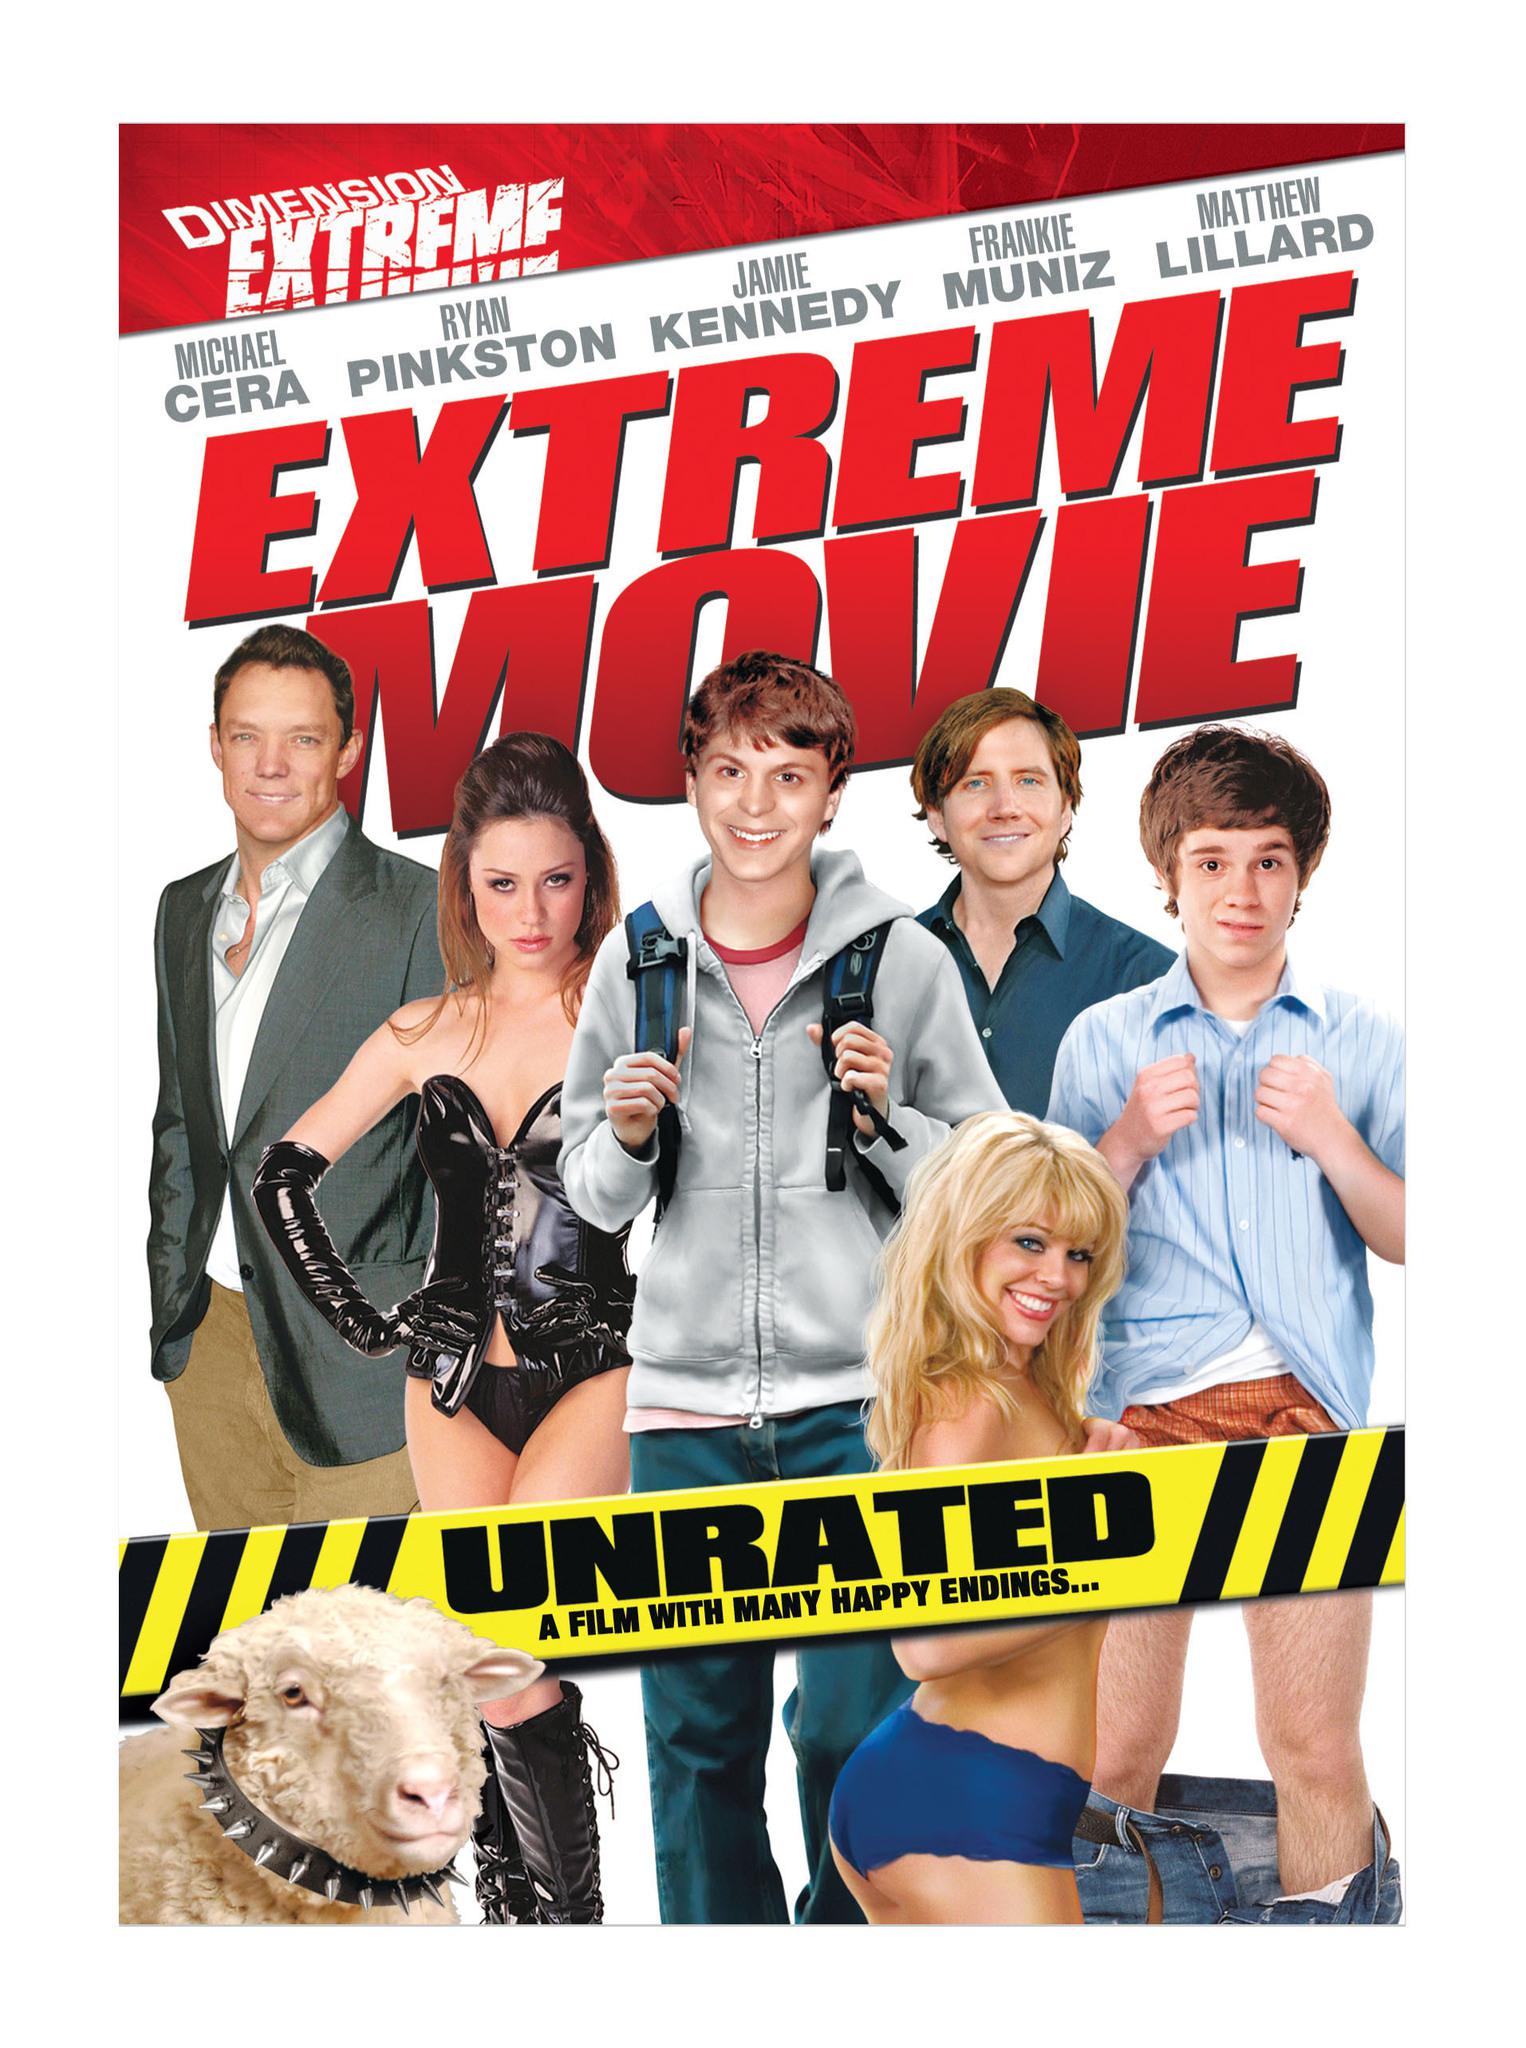 DIMENSION
EXTREME
MICHAEL
CERA
RYAN
PINKSTON
JAMIE
KENNEDY
FRANKIE
MUNIZ
MATTHEW
LILLARD
EXTREME
MOVIE
UNRATED
A FILM WITH MANY HAPPY ENDINGS...